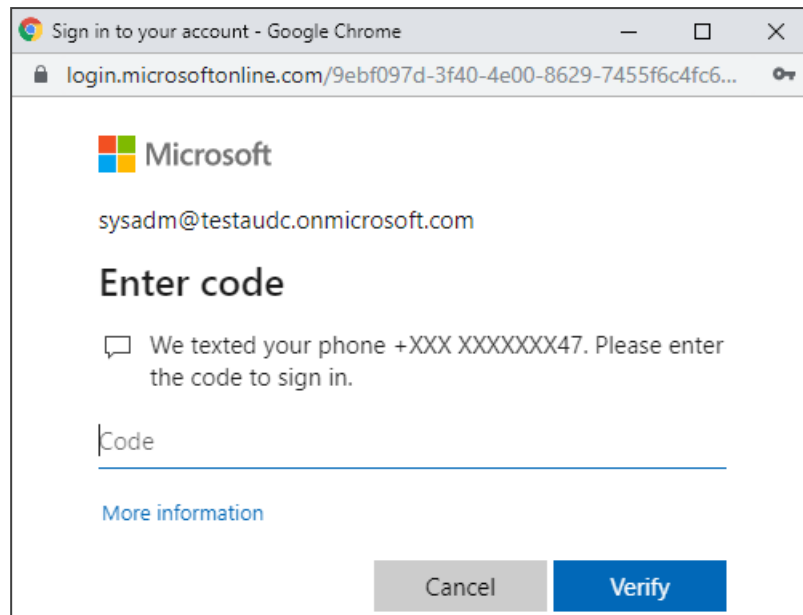 Sign in to your account - Google Chrome
login.microsoftonline.com/9ebf097d-3f40-4e00-8629-7455f6c4fc6...
Microsoft
sysadm@testaudc.onmicrosoft.com
Enter code
We texted your phone +XXX XXXXXXX47. Please enter
the code to sign in.
Code
More information
Cancel
Verify